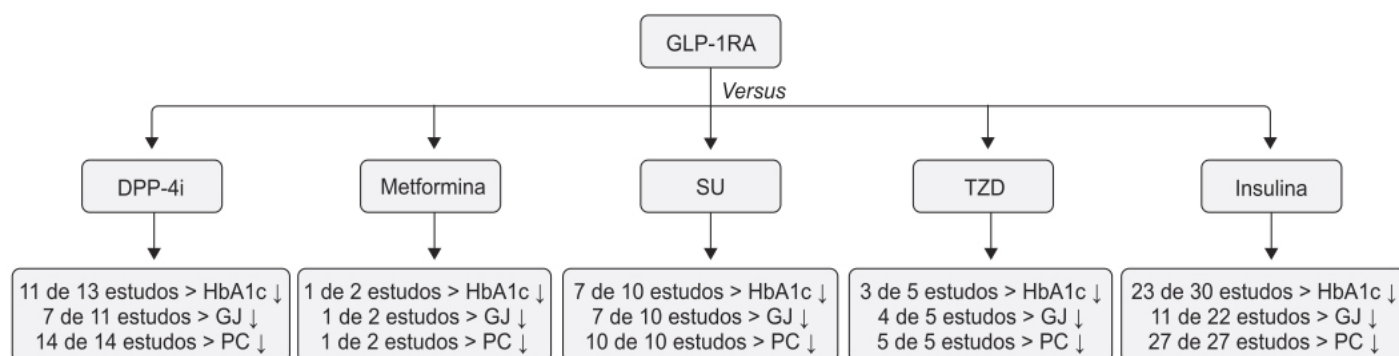 GLP-1RA
Versus
DPP-4i
Metformina
SU
TZD
Insulina
11 de 13 estudos > HbA1c ↓
7 de 11 estudos > GJ ↓
14 de 14 estudos > PC ↓
1 de 2 estudos > HbA1c ↓
1 de 2 estudos > GJ ↓
1 de 2 estudos > PC ↓
7 de 10 estudos > HbA1c ↓
7 de 10 estudos > GJ ↓
10 de 10 estudos > PC ↓
3 de 5 estudos > HbA1c ↓
4 de 5 estudos > GJ ↓
5 de 5 estudos > PC ↓
23 de 30 estudos > HbA1c ↓
11 de 22 estudos > GJ ↓
27 de 27 estudos > PC ↓